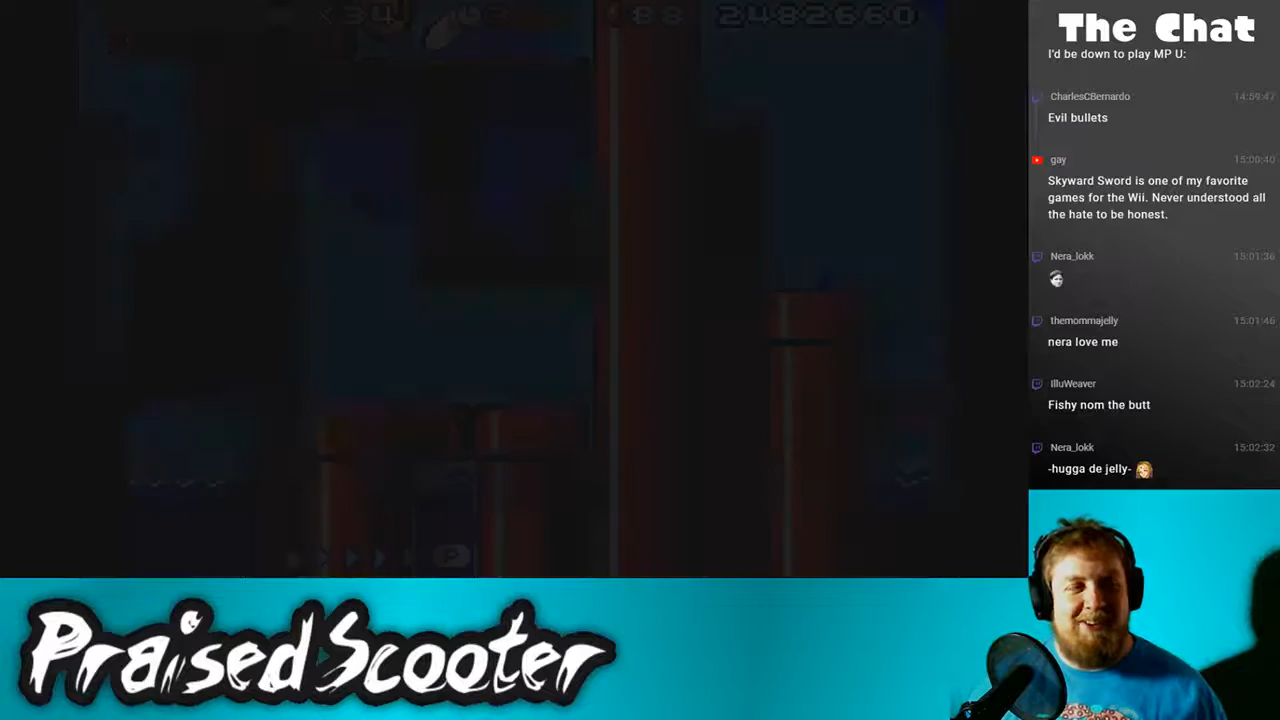 34
88 2482660
P
The Chat
I'd be down to play MP U:
CharlesCBernardo 14:59:47
Evil bullets
gay 15:00:40
Skyward Sword is one of my favorite
games for the Wii. Never understood all
the hate to be honest.
Nera_lokk 15:01:36
themommajelly 15:01:46
nera love me
IlluWeaver 15:02:24
Fishy nom the butt
Nera_lokk 15:02:32
-hugga de jelly-
PraisedScooter